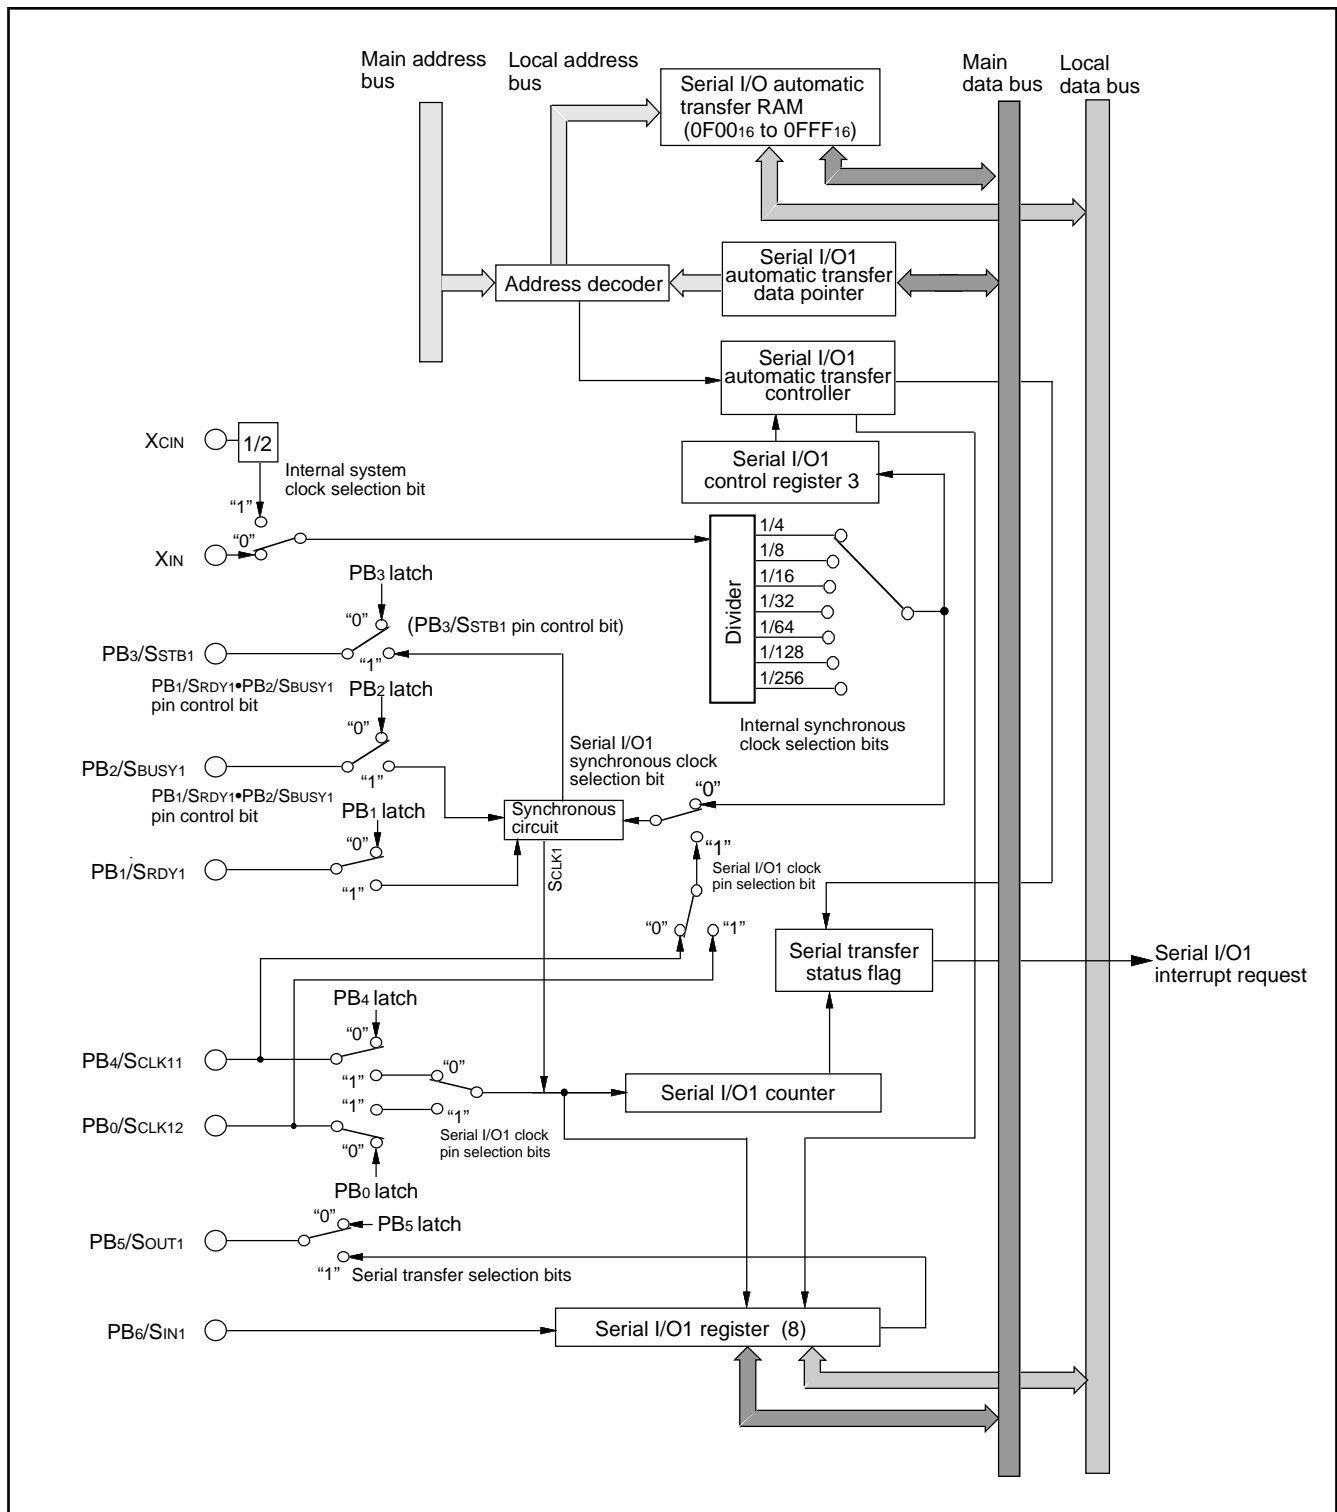 Main address
bus
Local address
bus
Main
data bus
Local
data bus
Serial I/O automatic
transfer RAM
(0F0016 to 0FFF16)
Serial I/O1
automatic transfer
data pointer
Address decoder
Serial I/O1
automatic transfer
controller
XCIN
1/2
Internal system
clock selection bit
“1”
“0”
XIN
Serial I/O1
control register 3
Divider
1/4
1/8
1/16
1/32
1/64
1/128
1/256
Internal synchronous
clock selection bits
PB3 latch
“0”
(PB3/SSTB1 pin control bit)
PB3/SSTB1
“1”
PB1/SRDY1•PB2/SBUSY1
pin control bit
PB2 latch
“0”
PB2/SBUSY1
“1”
Serial I/O1
synchronous clock
selection bit
“0”
PB1/SRDY1•PB2/SBUSY1
pin control bit
PB1 latch
Synchronous
circuit
“0”
“1”
PB1/SRDY1
“1”
SCLK1
Serial I/O1 clock
pin selection bit
“0”
“1”
Serial transfer
status flag
Serial I/O1
interrupt request
PB4 latch
“0”
PB4/SCLK11
“1”
“0”
Serial I/O1 counter
PB0/SCLK12
“1”
“1”
Serial I/O1 clock
pin selection bits
“0”
PB0 latch
“0”
PB5 latch
PB5/SOUT1
“1”
Serial transfer selection bits
PB6/SIN1
Serial I/O1 register (8)